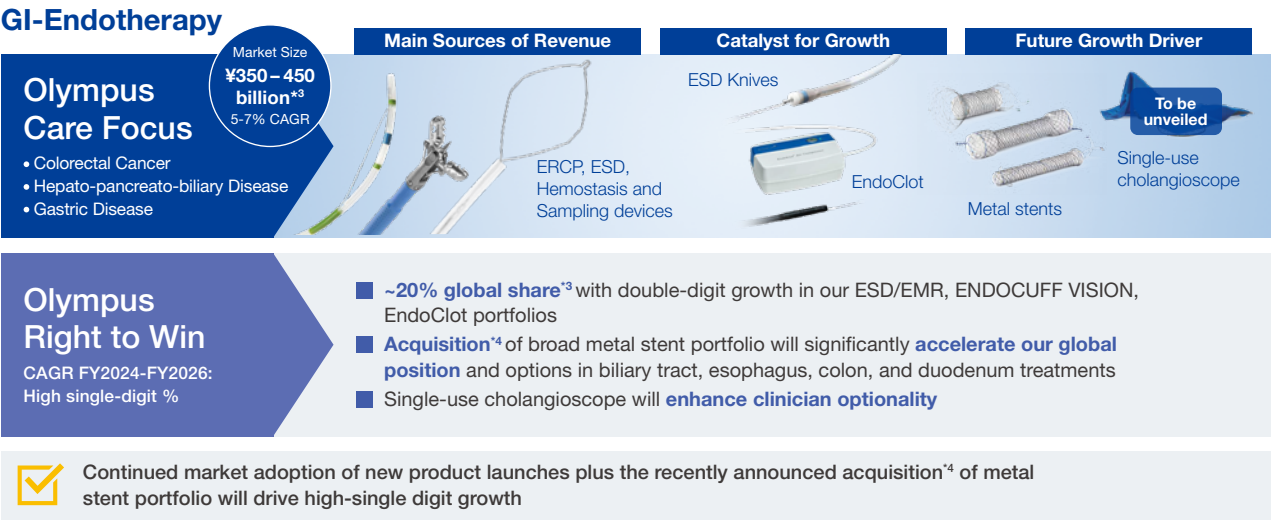 GI-Endotherapy
Market Size
¥350–450
billion*3
5-7% CAGR
Olympus
Care Focus
• Colorectal Cancer
• Hepato-pancreato-biliary Disease
• Gastric Disease
Main Sources of Revenue
ERCP, ESD,
Hemostasis and
Sampling devices
Catalyst for Growth
ESD Knives
EndoClot
Future Growth Driver
Metal stents
To be
unveiled
Single-use
cholangioscope
Olympus
Right to Win
CAGR FY2024-FY2026:
High single-digit %
~20% global share*3 with double-digit growth in our ESD/EMR, ENDOCUFF VISION,
EndoClot portfolios
Acquisition*4 of broad metal stent portfolio will significantly accelerate our global
position and options in biliary tract, esophagus, colon, and duodenum treatments
Single-use cholangioscope will enhance clinician optionality
Continued market adoption of new product launches plus the recently announced acquisition*4 of metal
stent portfolio will drive high-single digit growth